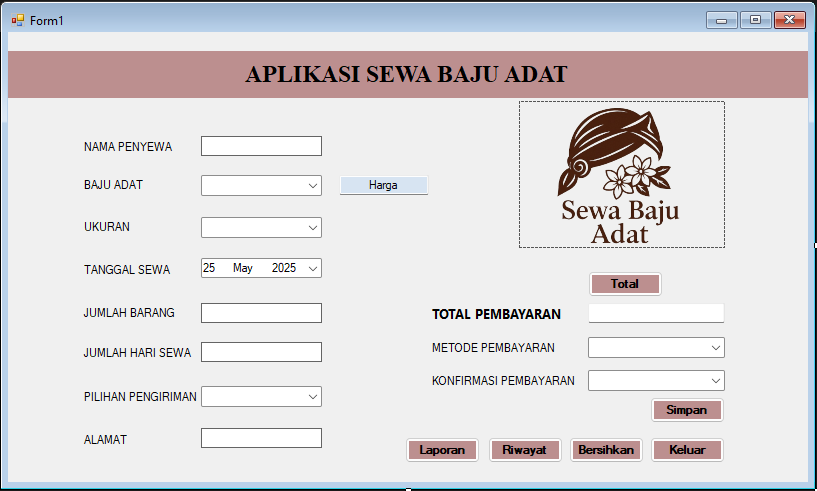 Form1
APLIKASI SEWA BAJU ADAT
NAMA PENYEWA
BAJU ADAT
Harga
UKURAN
TANGGAL SEWA
25 May 2025
JUMLAH BARANG
JUMLAH HARI SEWA
PILIHAN PENGIRIMAN
ALAMAT
Sewa Baju
Adat
Total
TOTAL PEMBAYARAN
METODE PEMBAYARAN
KONFIRMASI PEMBAYARAN
Simpan
Laporan
Riwayat
Bersihkan
Keluar